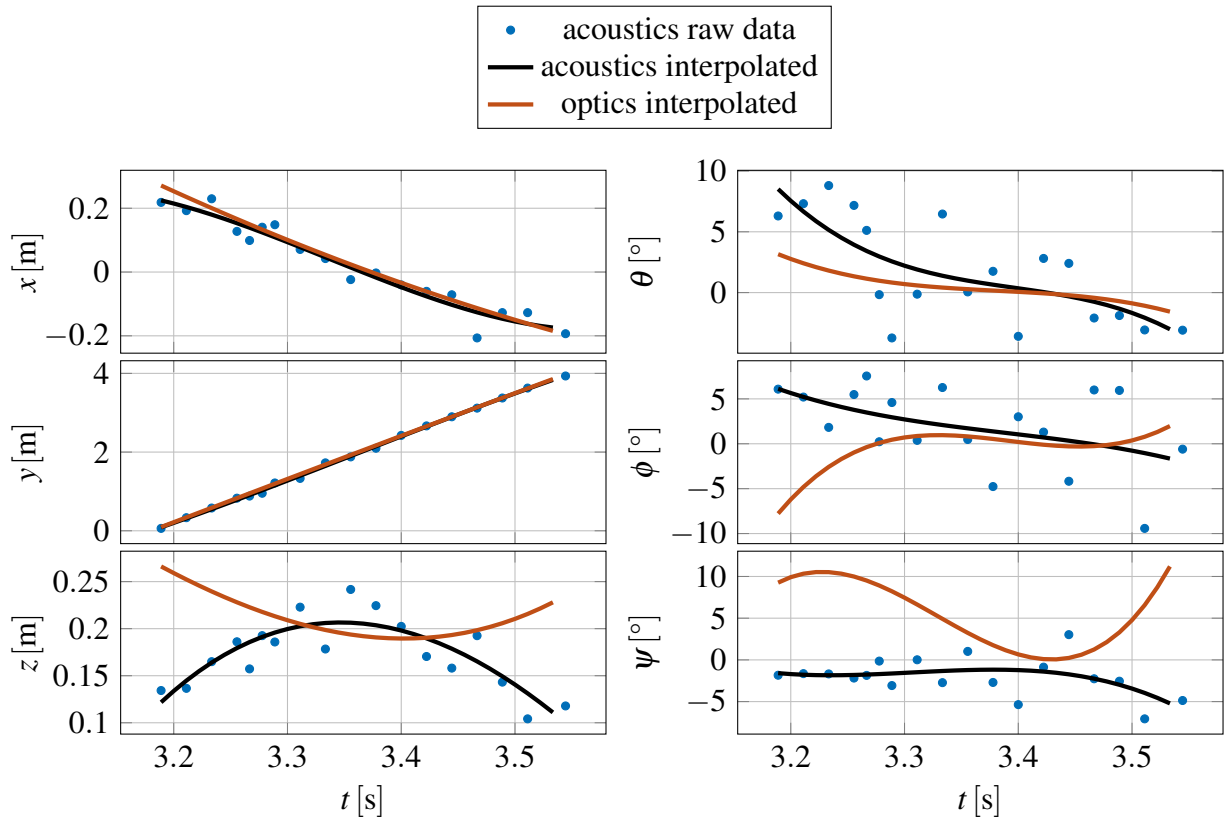 acoustics raw data
acoustics interpolated
optics interpolated
0.2
0
−0.2
x [m]
4
2
0
y [m]
0.25
0.2
0.15
0.1
z [m]
3.2 3.3 3.4 3.5
t [s]
10
5
0
θ [°]
5
0
−5
−10
ϕ [°]
10
5
0
−5
ψ [°]
3.2 3.3 3.4 3.5
t [s]